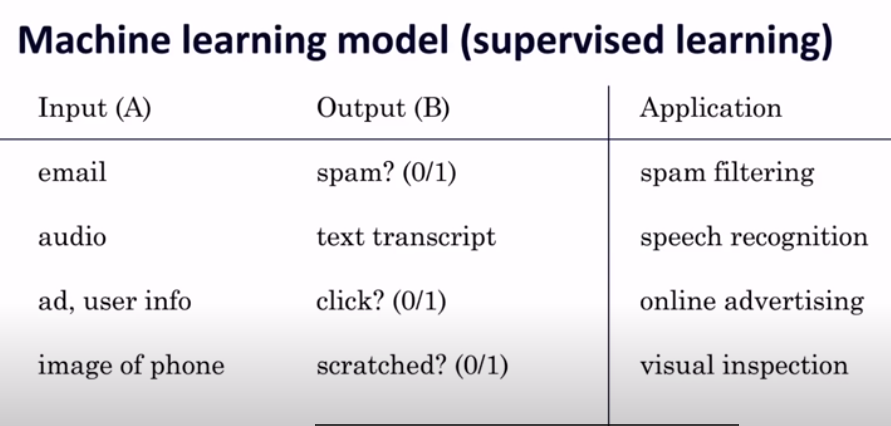 Machine learning model (supervised learning)
Input (A) Output (B) Application
email spam? (0/1) spam filtering
audio text transcript speech recognition
ad, user info click? (0/1) online advertising
image of phone scratched? (0/1) visual inspection